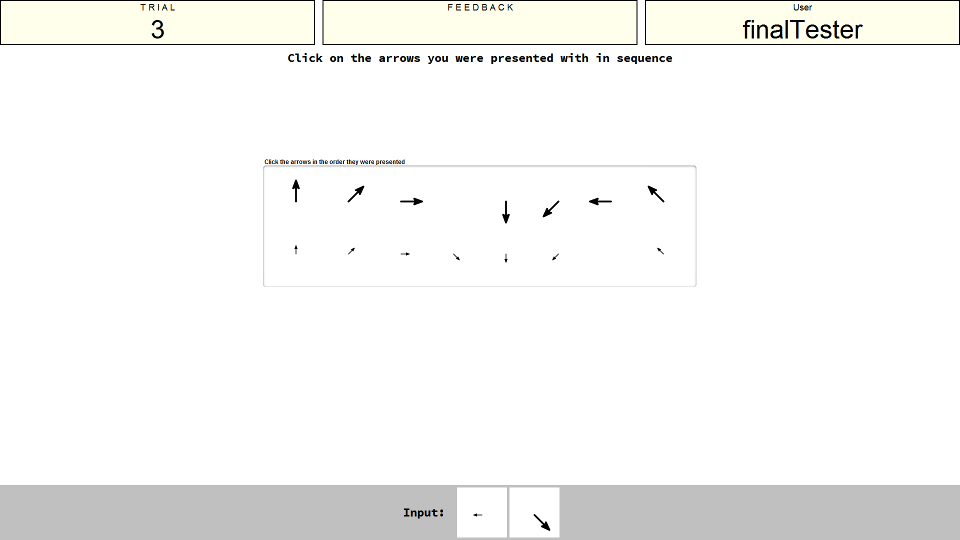 TRIAL
3
FEEDBACK
User
finalTester
Click on the arrows you were presented with in sequence
Click the arrows in the order they were presented
Input: